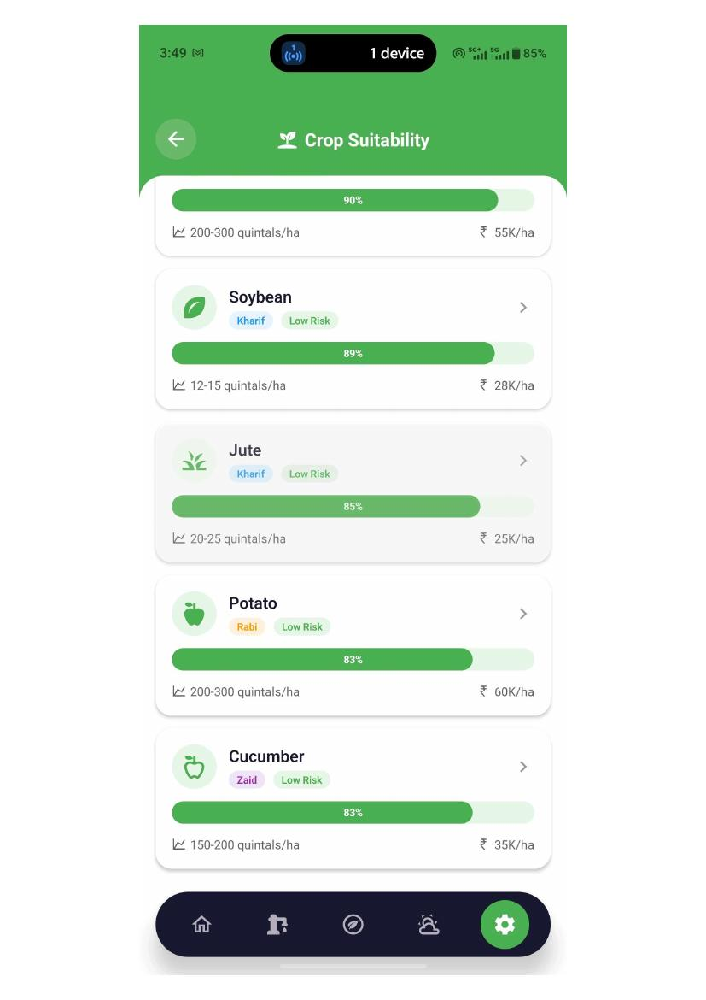 3:49
1
1 device
5G+ 5G 85%
Crop Suitability
90%
200-300 quintals/ha ₹ 55K/ha
Soybean
Kharif Low Risk
89%
12-15 quintals/ha ₹ 28K/ha
Jute
Kharif Low Risk
85%
20-25 quintals/ha ₹ 25K/ha
Potato
Rabi Low Risk
83%
200-300 quintals/ha ₹ 60K/ha
Cucumber
Zaid Low Risk
83%
150-200 quintals/ha ₹ 35K/ha